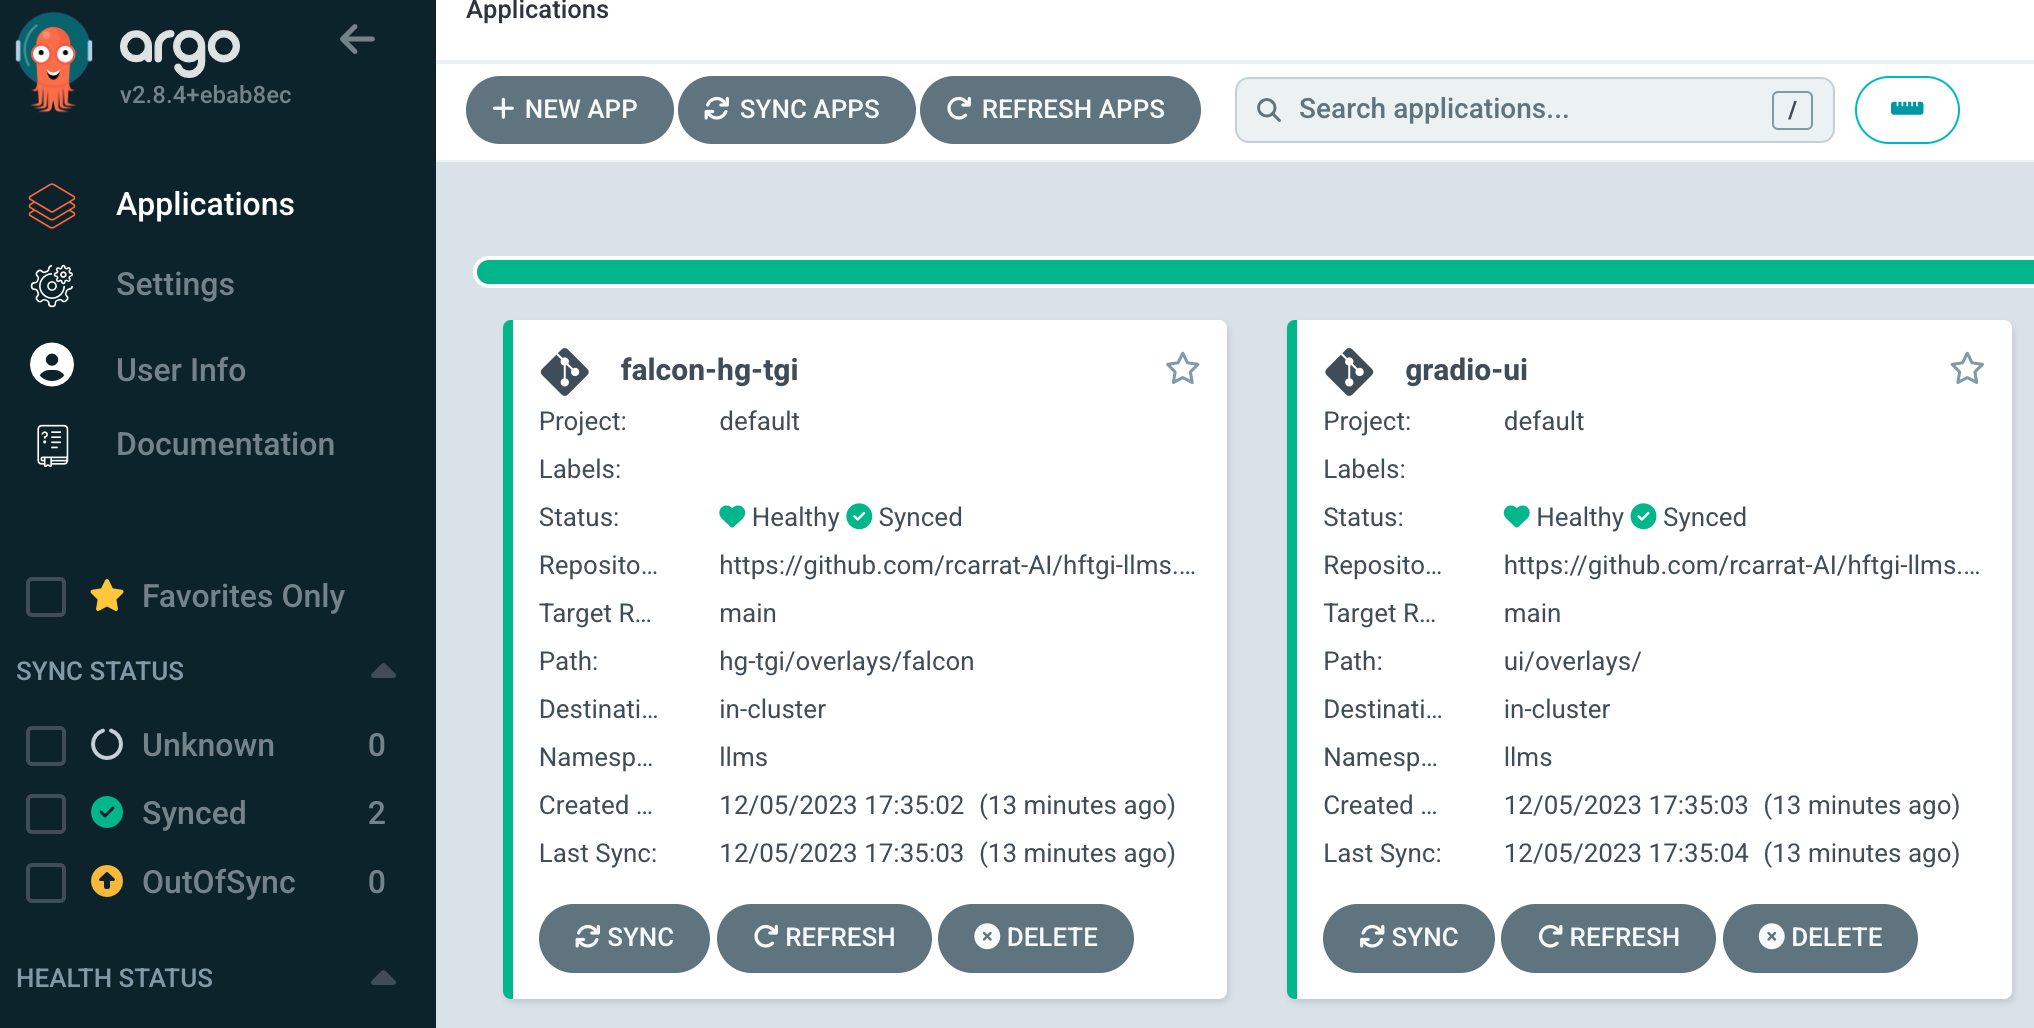 argo
v2.8.4+ebab8ec
Applications
Settings
User Info
Documentation
Favorites Only
SYNC STATUS
Unknown 0
Synced 2
OutOfSync 0
HEALTH STATUS
Applications
+ NEW APP SYNC APPS REFRESH APPS Search applications... /
falcon-hg-tgi
Project: default
Labels:
Status: Healthy Synced
Reposito... https://github.com/rcarrat-AI/hftgi-llms....
Target R... main
Path: hg-tgi/overlays/falcon
Destinati... in-cluster
Namesp... llms
Created ... 12/05/2023 17:35:02 (13 minutes ago)
Last Sync: 12/05/2023 17:35:03 (13 minutes ago)
SYNC REFRESH DELETE
gradio-ui
Project: default
Labels:
Status: Healthy Synced
Reposito... https://github.com/rcarrat-AI/hftgi-llms....
Target R... main
Path: ui/overlays/
Destinati... in-cluster
Namesp... llms
Created ... 12/05/2023 17:35:03 (13 minutes ago)
Last Sync: 12/05/2023 17:35:04 (13 minutes ago)
SYNC REFRESH DELETE